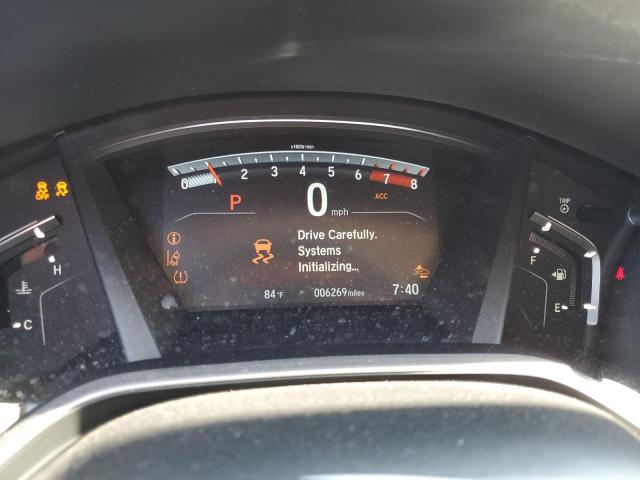 x1000r/min
0 1 2 3 4 5 6 7 8
P 0 mph ACC
OFF
Drive Carefully.
Systems
Initializing...
84°F 006269 miles 7:40
H
C
TRIP
F
E